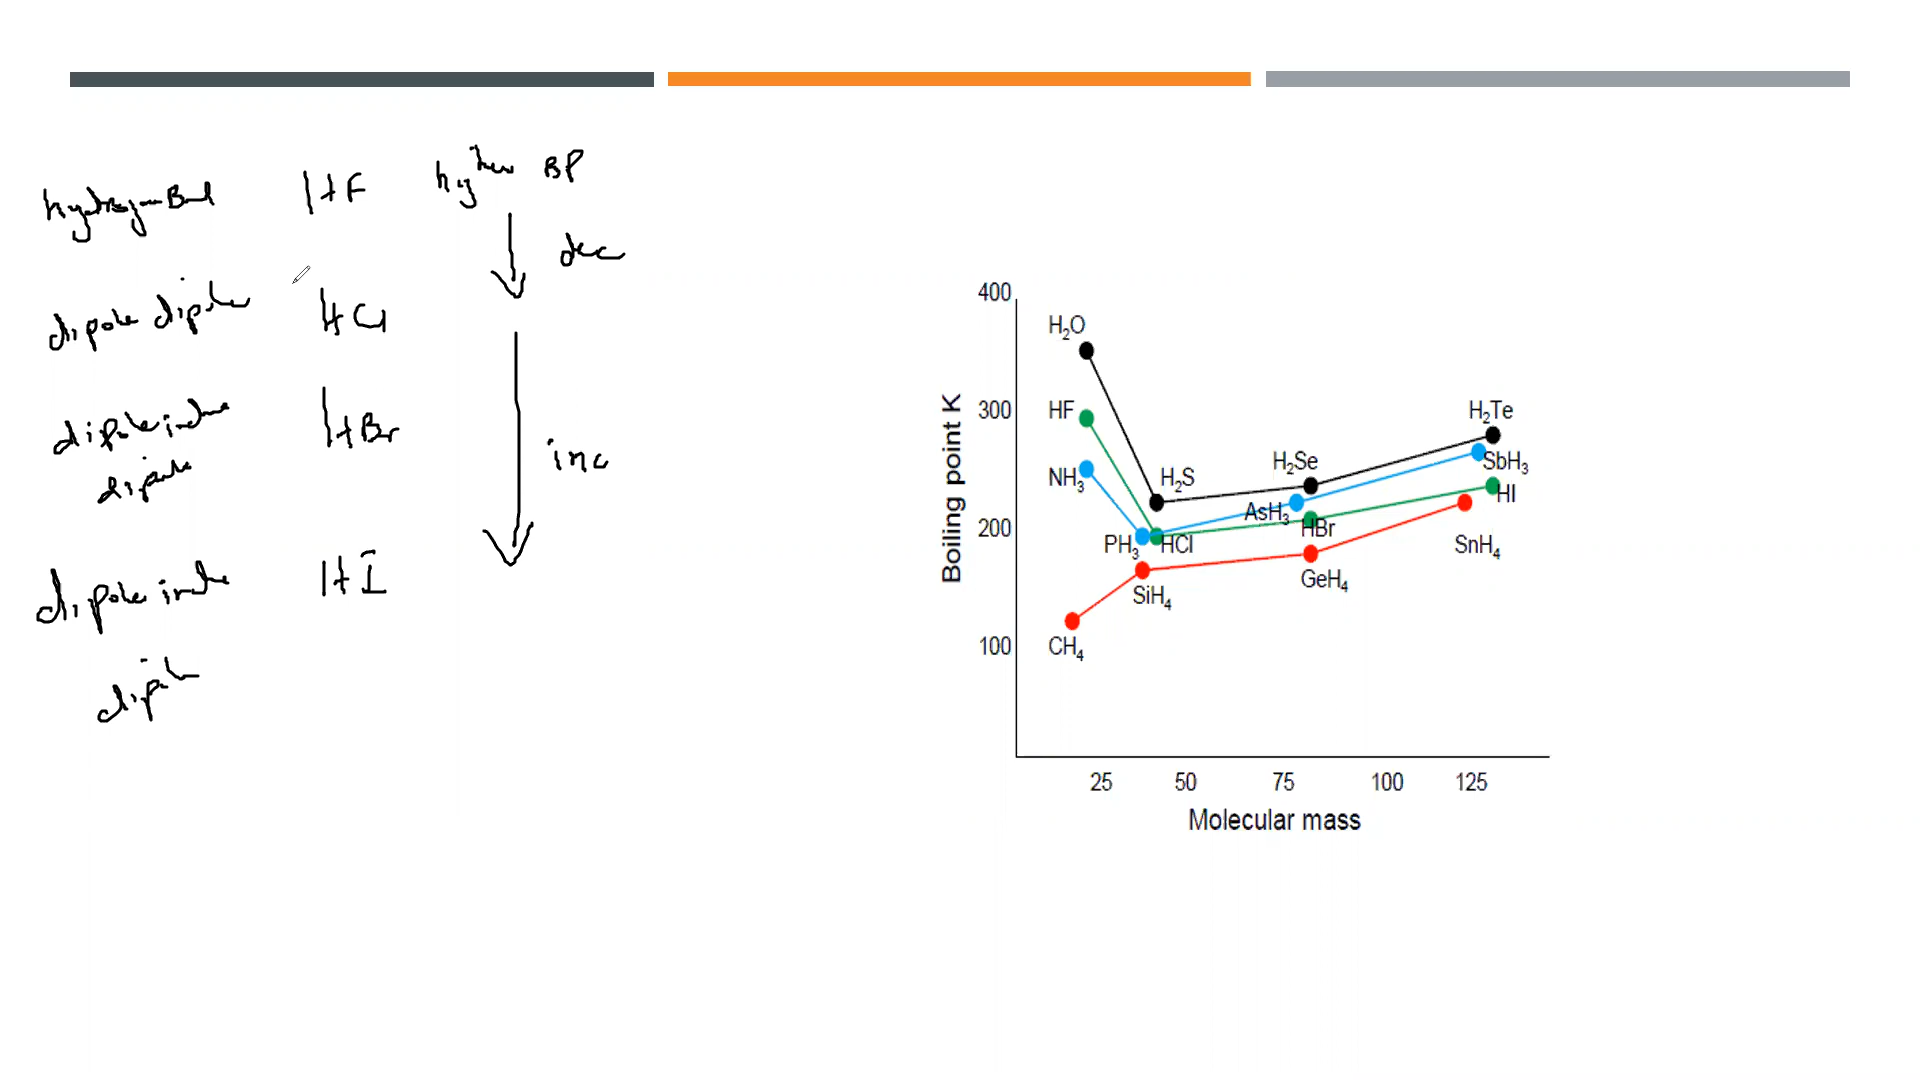 hydrogen Bond HF higher BP
dec
dipole dipole HCl
dipole induce HBr
dipole
inc
dipole induce HI
dipole
400
300
200
100
Boiling point K
H₂O
HF
NH₃
H₂S
H₂Se
H₂Te
SbH₃
HI
AsH₃
HBr
PH₃ HCl
SnH₄
SiH₄
GeH₄
CH₄
25 50 75 100 125
Molecular mass